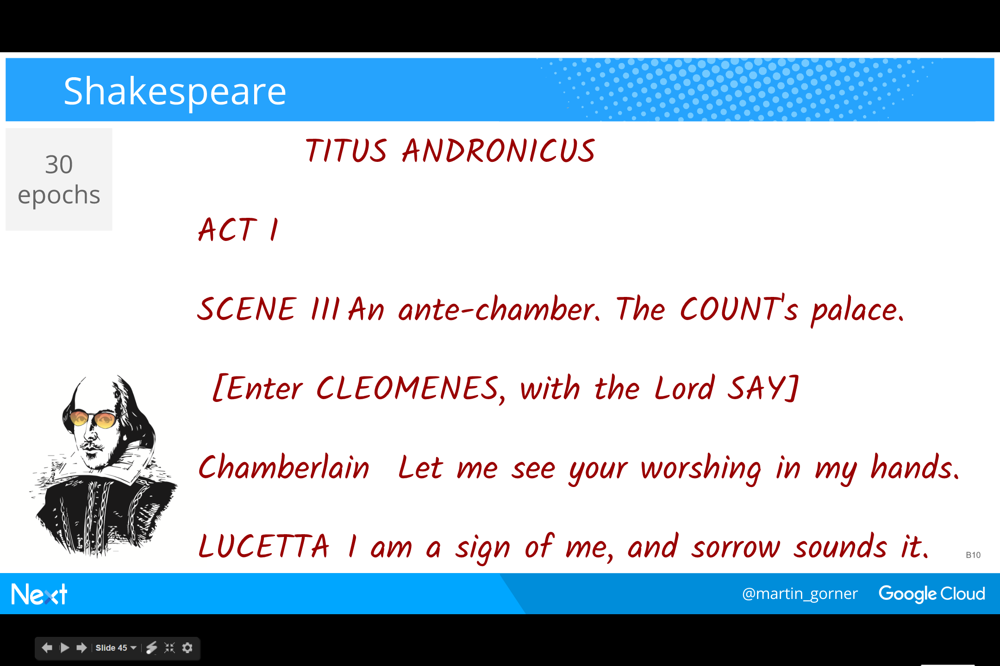 Shakespeare
30
epochs
TITUS ANDRONICUS
ACT I
SCENE III An ante-chamber. The COUNT's palace.
[Enter CLEOMENES, with the Lord SAY]
Chamberlain Let me see your worshing in my hands.
LUCETTA I am a sign of me, and sorrow sounds it.
B10
Next
@martin_gorner Google Cloud
Slide 45